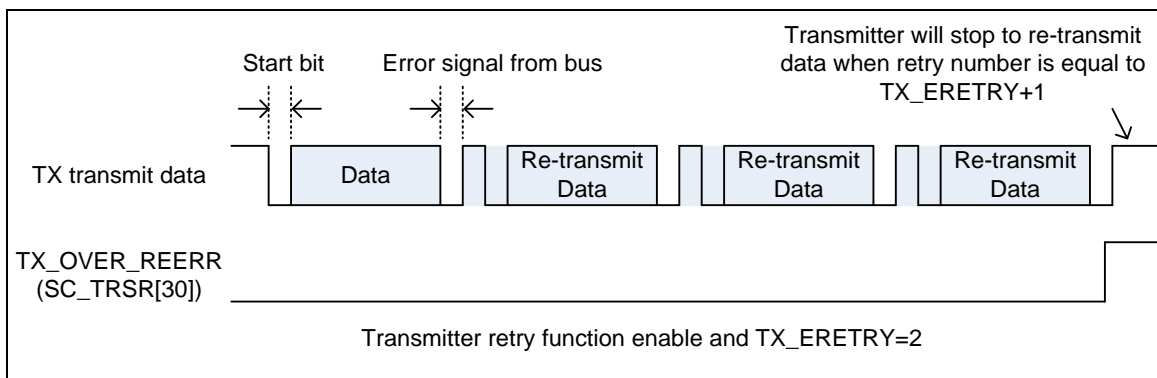 Transmitter will stop to re-transmit
data when retry number is equal to
TX_ERETRY+1
Start bit
Error signal from bus
TX transmit data
Data
Re-transmit
Data
Re-transmit
Data
Re-transmit
Data
TX_OVER_REERR
(SC_TRSR[30])
Transmitter retry function enable and TX_ERETRY=2